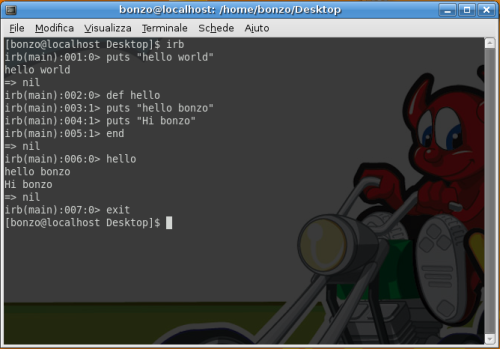 bonzo@localhost: /home/bonzo/Desktop
File Modifica Visualizza Terminale Schede Aiuto
[bonzo@localhost Desktop]$ irb
irb(main):001:0> puts "hello world"
hello world
=> nil
irb(main):002:0> def hello
irb(main):003:1> puts "hello bonzo"
irb(main):004:1> puts "Hi bonzo"
irb(main):005:1> end
=> nil
irb(main):006:0> hello
hello bonzo
Hi bonzo
=> nil
irb(main):007:0> exit
[bonzo@localhost Desktop]$